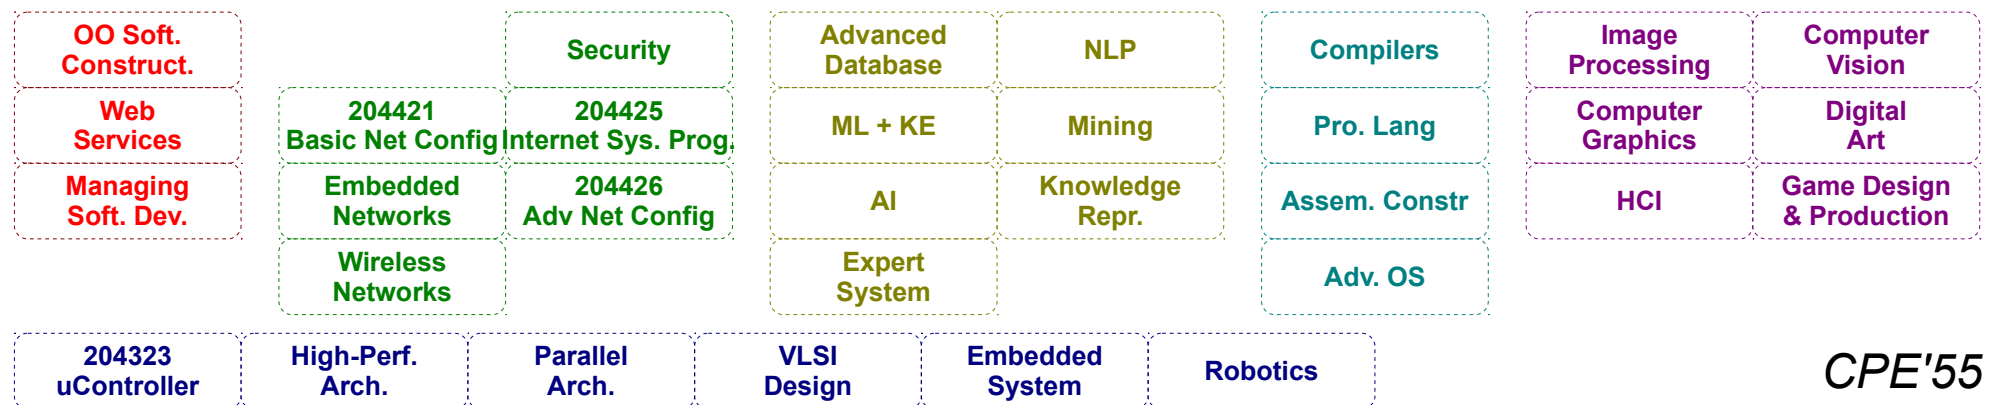 OO Soft.
Construct.
Security
Advanced
Database
NLP
Compilers
Image
Processing
Computer
Vision
Web
Services
204421
Basic Net Config
204425
Internet Sys. Prog.
ML + KE
Mining
Pro. Lang
Computer
Graphics
Digital
Art
Managing
Soft. Dev.
Embedded
Networks
204426
Adv Net Config
AI
Knowledge
Repr.
Assem. Constr
HCI
Game Design
& Production
Wireless
Networks
Expert
System
Adv. OS
204323
uController
High-Perf.
Arch.
Parallel
Arch.
VLSI
Design
Embedded
System
Robotics
CPE'55